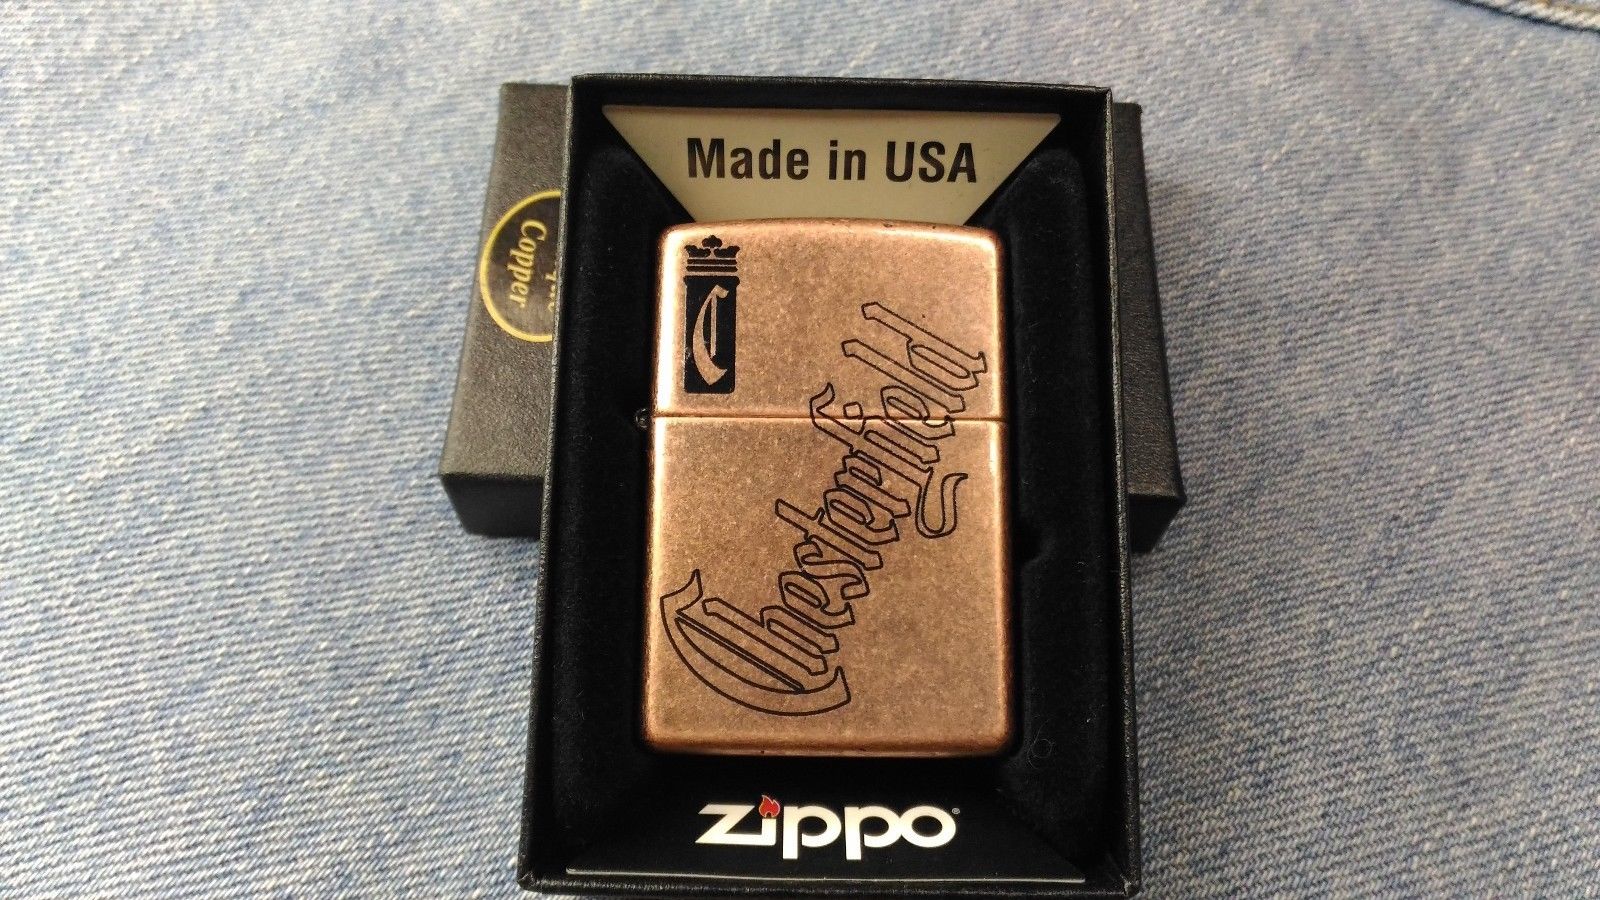 Made in USA
C
Chesterfield
zippo
Copper